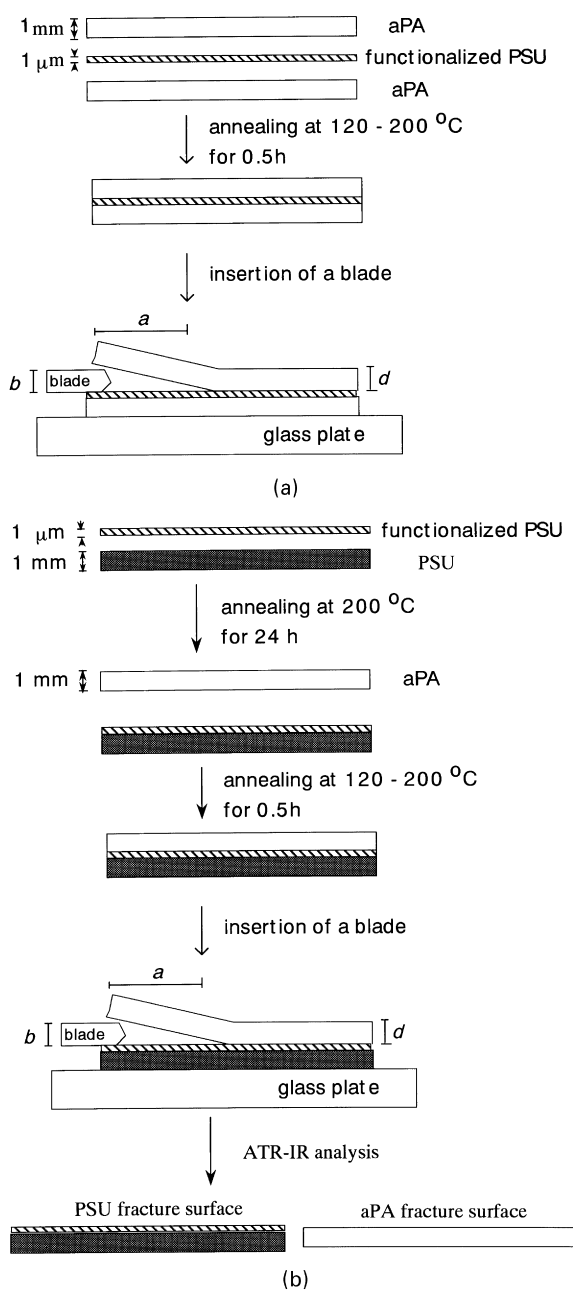 1 mm aPA
1 μm functionalized PSU
aPA
annealing at 120 - 200 °C
for 0.5h
insertion of a blade
a
b blade d
glass plate
(a)
1 μm functionalized PSU
1 mm PSU
annealing at 200 °C
for 24 h
1 mm aPA
annealing at 120 - 200 °C
for 0.5h
insertion of a blade
a
b blade d
glass plate
ATR-IR analysis
PSU fracture surface aPA fracture surface
(b)